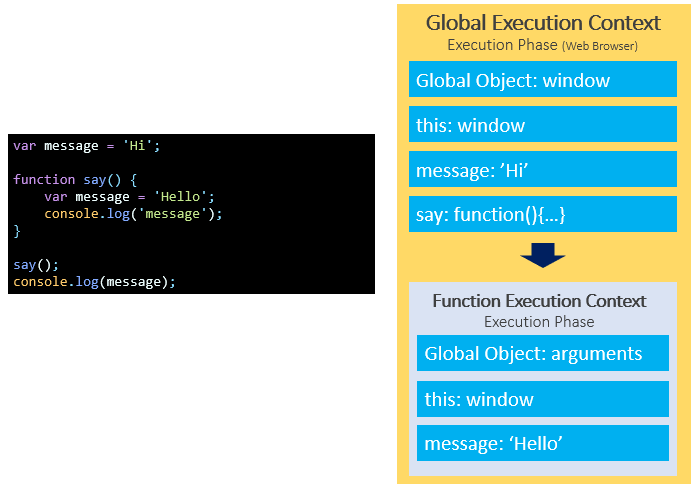 var message = 'Hi';
function say() {
    var message = 'Hello';
    console.log('message');
}
say();
console.log(message);
Global Execution Context
Execution Phase (Web Browser)
Global Object: window
this: window
message: ’Hi’
say: function(){…}
Function Execution Context
Execution Phase
Global Object: arguments
this: window
message: ‘Hello’